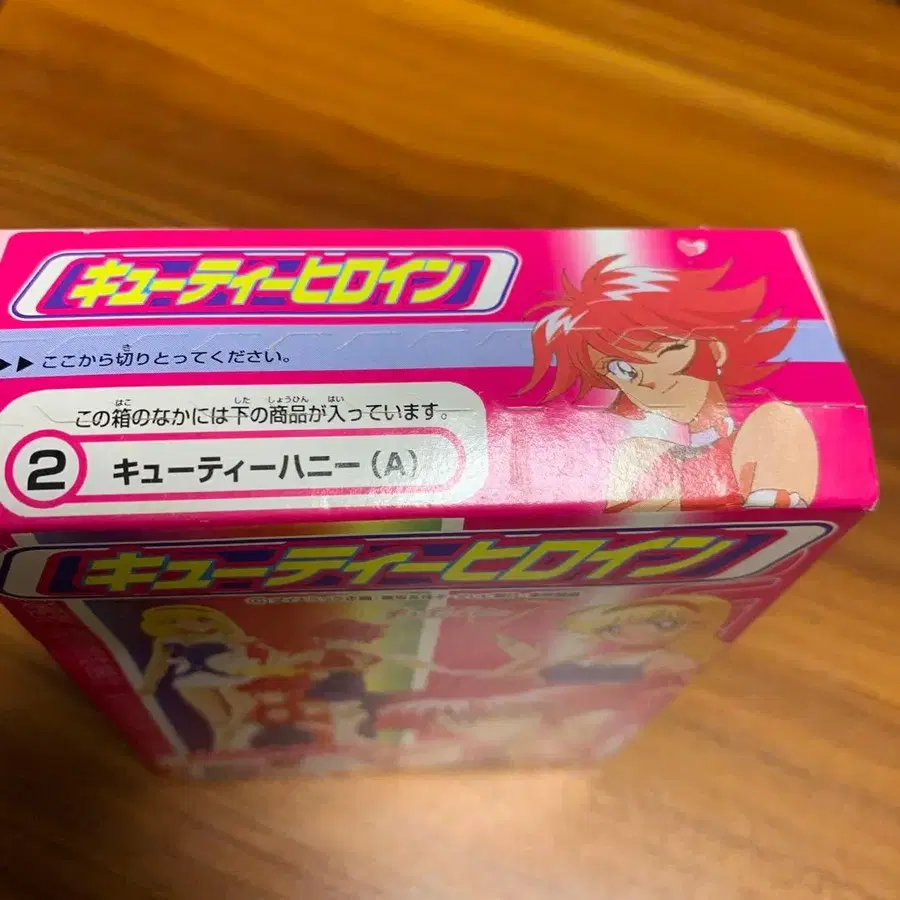 キューティーヒロイン
▶▶ ここから切りとってください。
この箱のなかには下の商品が入っています。
2 キューティーハニー(A)
キューティーヒロイン